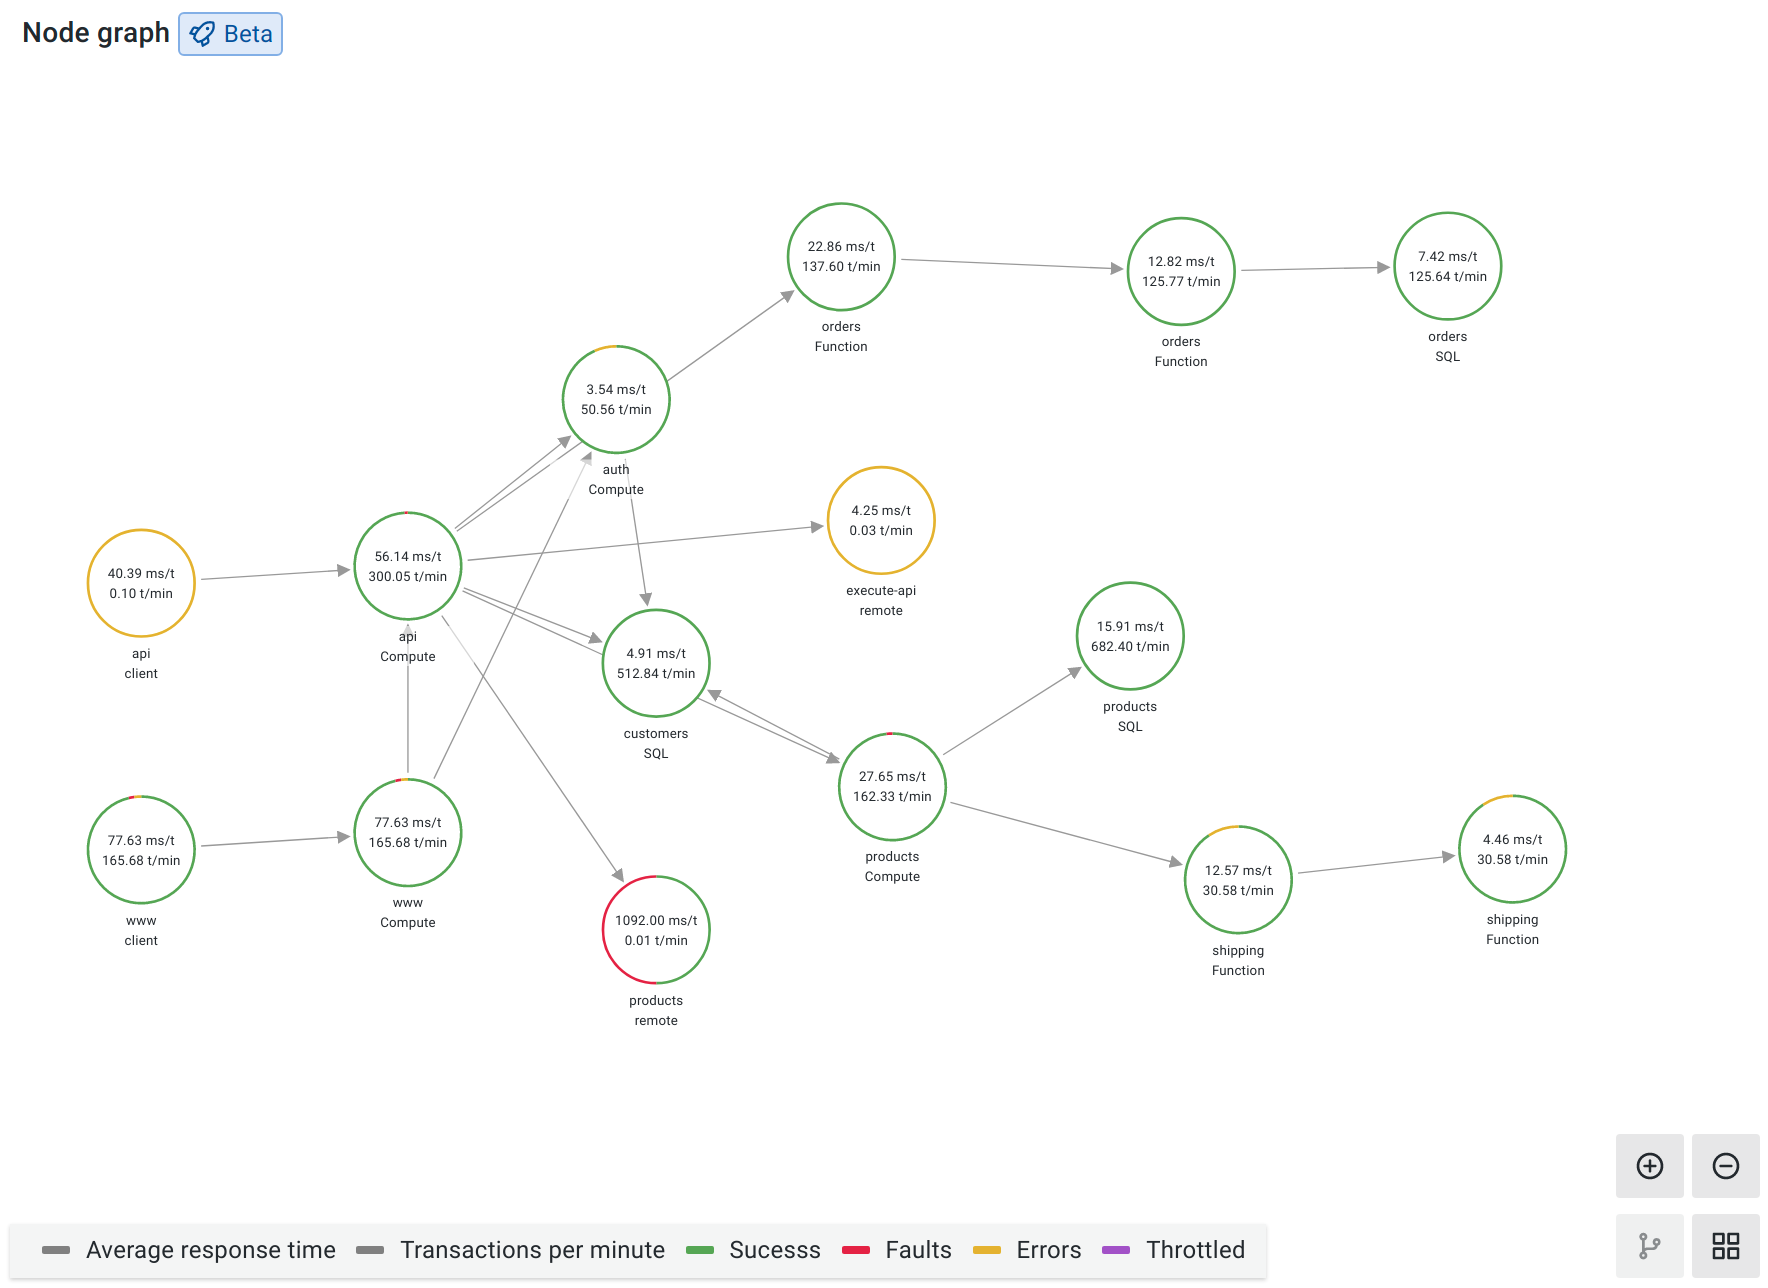 Node graph
Beta
22.86 ms/t
137.60 t/min
orders
Function
12.82 ms/t
125.77 t/min
orders
Function
7.42 ms/t
125.64 t/min
orders
SQL
3.54 ms/t
50.56 t/min
auth
Compute
4.25 ms/t
0.03 t/min
execute-api
remote
40.39 ms/t
0.10 t/min
api
client
56.14 ms/t
300.05 t/min
api
Compute
4.91 ms/t
512.84 t/min
customers
SQL
15.91 ms/t
682.40 t/min
products
SQL
27.65 ms/t
162.33 t/min
products
Compute
77.63 ms/t
165.68 t/min
www
client
77.63 ms/t
165.68 t/min
www
Compute
1092.00 ms/t
0.01 t/min
products
remote
12.57 ms/t
30.58 t/min
shipping
Function
4.46 ms/t
30.58 t/min
shipping
Function
Average response time
Transactions per minute
Sucesss
Faults
Errors
Throttled